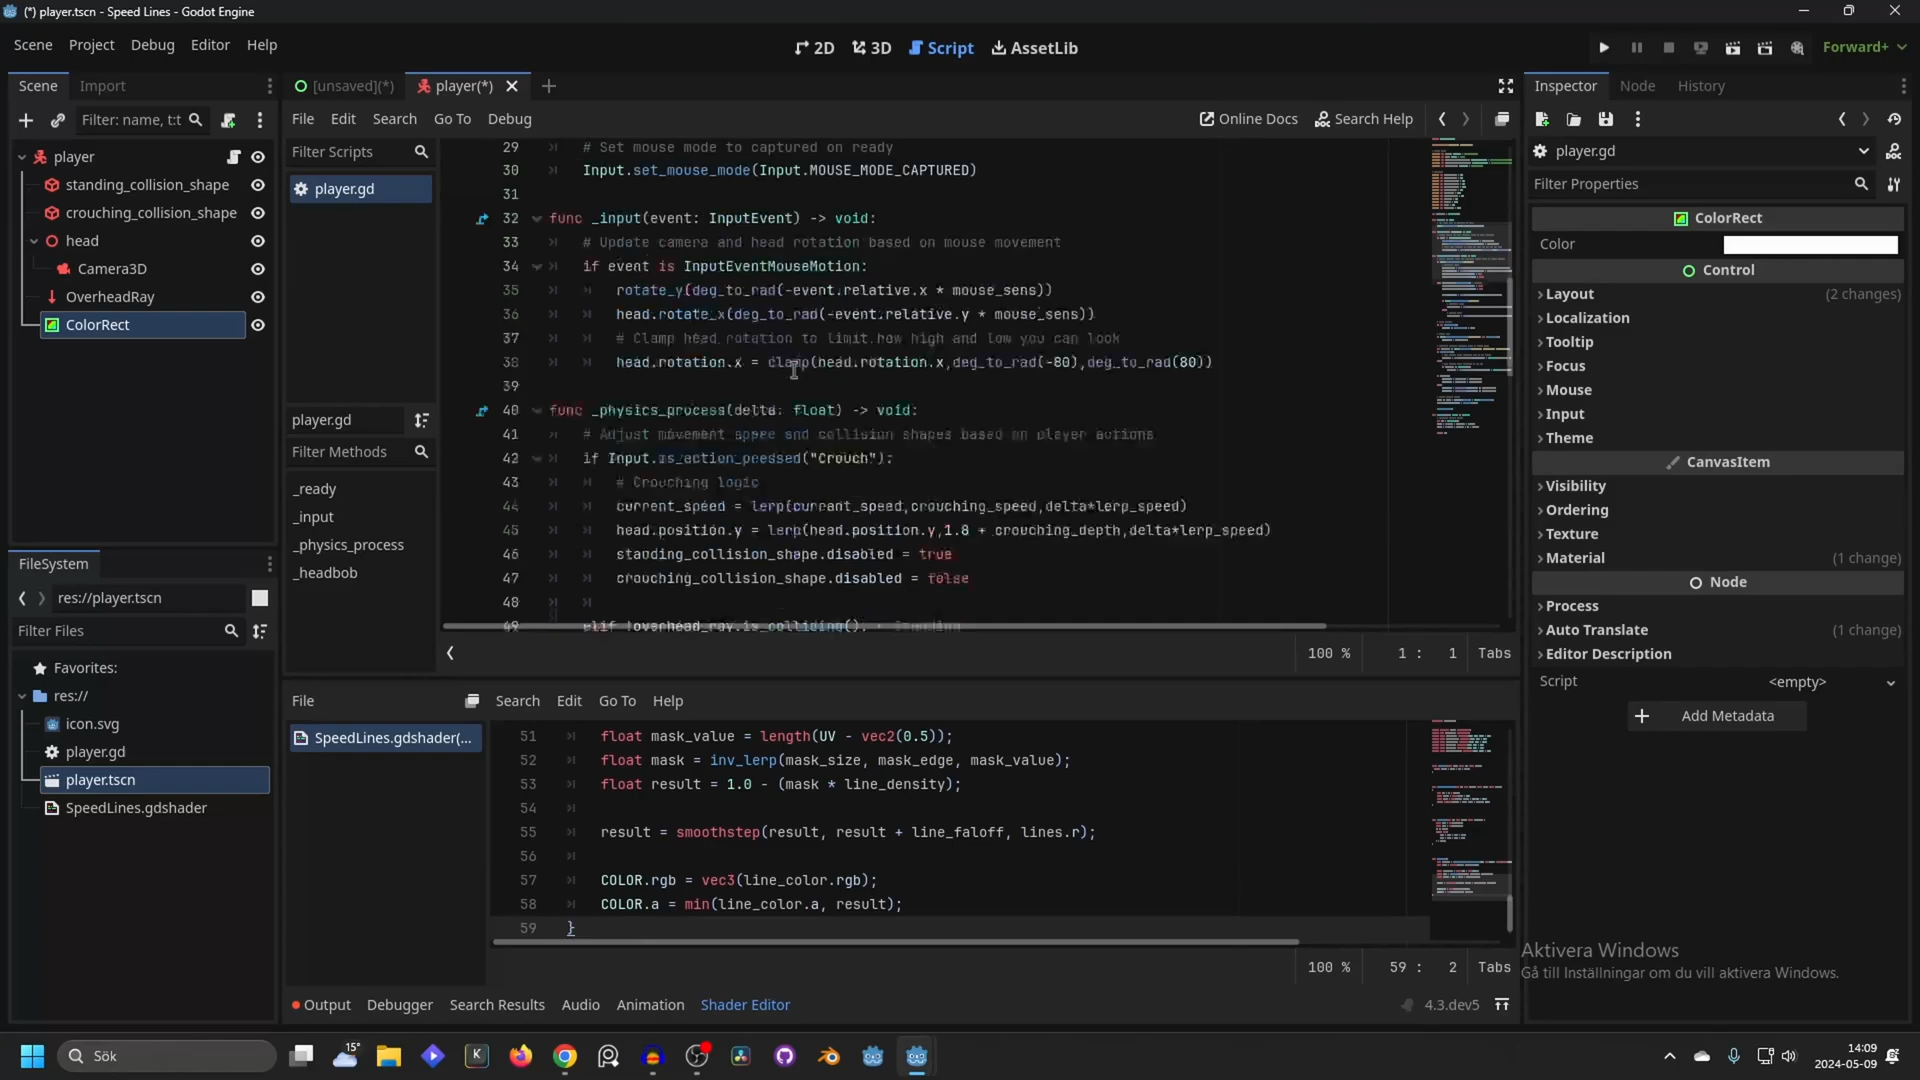 (*) player.tscn - Speed Lines - Godot Engine
Scene Project Debug Editor Help
2D 3D Script AssetLib
Forward+
Scene Import
[unsaved](*) player(*)
Inspector Node History
Filter: name, t:t
File Edit Search Go To Debug
Online Docs Search Help
player
standing_collision_shape
crouching_collision_shape
head
Camera3D
OverheadRay
ColorRect
Filter Scripts
player.gd
player.gd
Filter Methods
_ready
_input
_physics_process
_headbob
29 # Set mouse mode to captured on ready
30 Input.set_mouse_mode(Input.MOUSE_MODE_CAPTURED)
31
32 func _input(event: InputEvent) -> void:
33 # Update camera and head rotation based on mouse movement
34 if event is InputEventMouseMotion:
35 rotate_y(deg_to_rad(-event.relative.x * mouse_sens))
36 head.rotate_x(deg_to_rad(-event.relative.y * mouse_sens))
37 # Clamp head rotation to limit how high and low you can look
38 head.rotation.x = clamp(head.rotation.x,deg_to_rad(-80),deg_to_rad(80))
39
40 func _physics_process(delta: float) -> void:
41 # Adjust movement speed and collision shapes based on player actions
42 if Input.is_action_pressed("Crouch"):
43 # Crouching logic
44 current_speed = lerp(current_speed,crouching_speed,delta*lerp_speed)
45 head.position.y = lerp(head.position.y,1.8 + crouching_depth,delta*lerp_speed)
46 standing_collision_shape.disabled = true
47 crouching_collision_shape.disabled = false
48
49 elif !overhead_ray.is_colliding():
100 % 1 : 1 Tabs
FileSystem
res://player.tscn
Filter Files
Favorites:
res://
icon.svg
player.gd
player.tscn
SpeedLines.gdshader
File Search Edit Go To Help
SpeedLines.gdshader(...
51 float mask_value = length(UV - vec2(0.5));
52 float mask = inv_lerp(mask_size, mask_edge, mask_value);
53 float result = 1.0 - (mask * line_density);
54
55 result = smoothstep(result, result + line_faloff, lines.r);
56
57 COLOR.rgb = vec3(line_color.rgb);
58 COLOR.a = min(line_color.a, result);
59 }
100 % 59 : 2 Tabs
Output Debugger Search Results Audio Animation Shader Editor
4.3.dev5
player.gd
Filter Properties
ColorRect
Color
Control
Layout (2 changes)
Localization
Tooltip
Focus
Mouse
Input
Theme
CanvasItem
Visibility
Ordering
Texture
Material (1 change)
Node
Process
Auto Translate (1 change)
Editor Description
Script <empty>
Add Metadata
Aktivera Windows
Gå till Inställningar om du vill aktivera Windows.
Sök
15°
14:09
2024-05-09